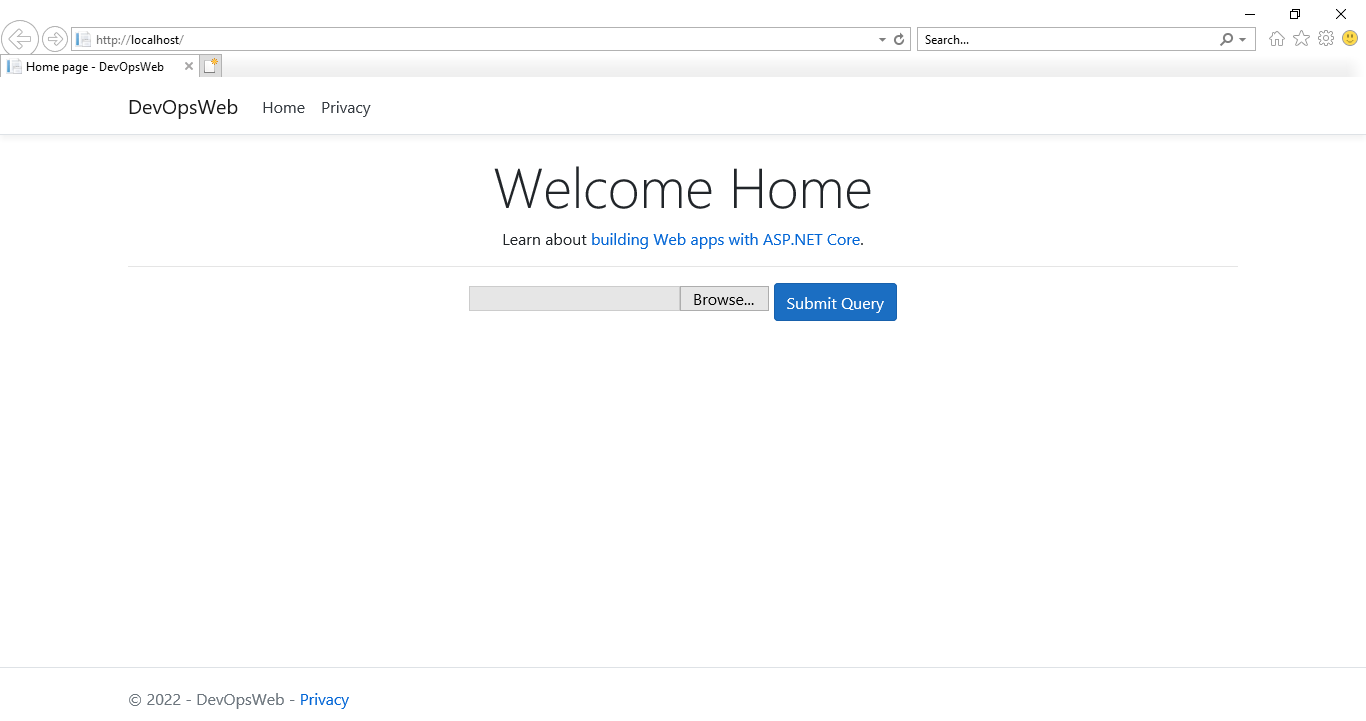 http://localhost/
Search...
Home page - DevOpsWeb
DevOpsWeb Home Privacy
Welcome Home
Learn about building Web apps with ASP.NET Core.
Browse... Submit Query
© 2022 - DevOpsWeb - Privacy